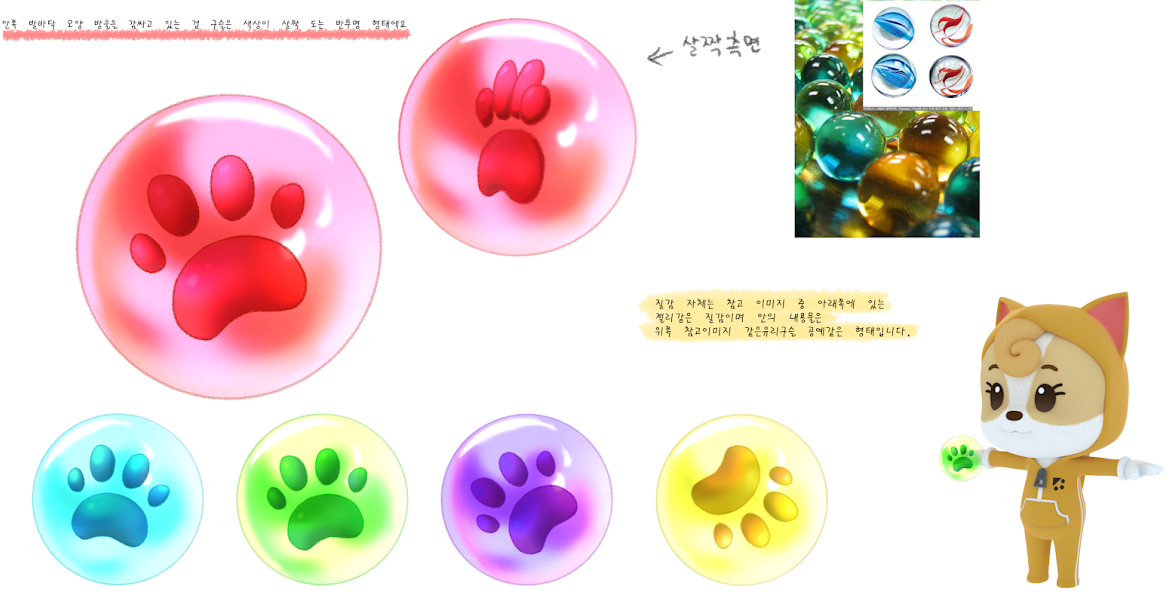 안쪽 발바닥 모양 방울을 감싸고 있는 겉 구슬은 색상이 살짝 도는 반투명 형태에요
살짝측면
질감 자체는 참고 이미지 중 아래쪽에 있는
젤리같은 질감이며 안의 내용물은
위쪽 참고이미지 같은유리구슬 공예같은 형태입니다.